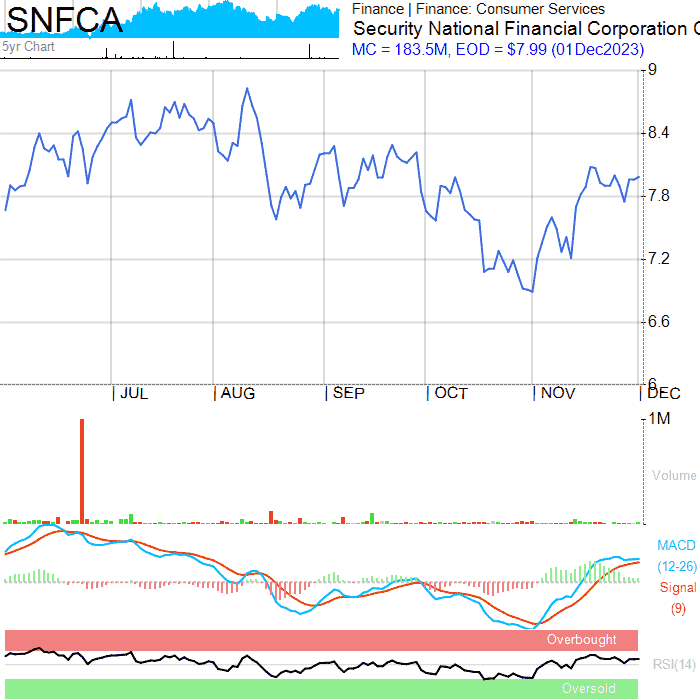 SNFCA
5yr Chart
Finance | Finance: Consumer Services
Security National Financial Corporation C
MC = 183.5M, EOD = $7.99 (01Dec2023)
9
8.4
7.8
7.2
6.6
6
JUL AUG SEP OCT NOV DEC
1M
Volume
MACD
(12-26)
Signal
(9)
Overbought
RSI(14)
Oversold